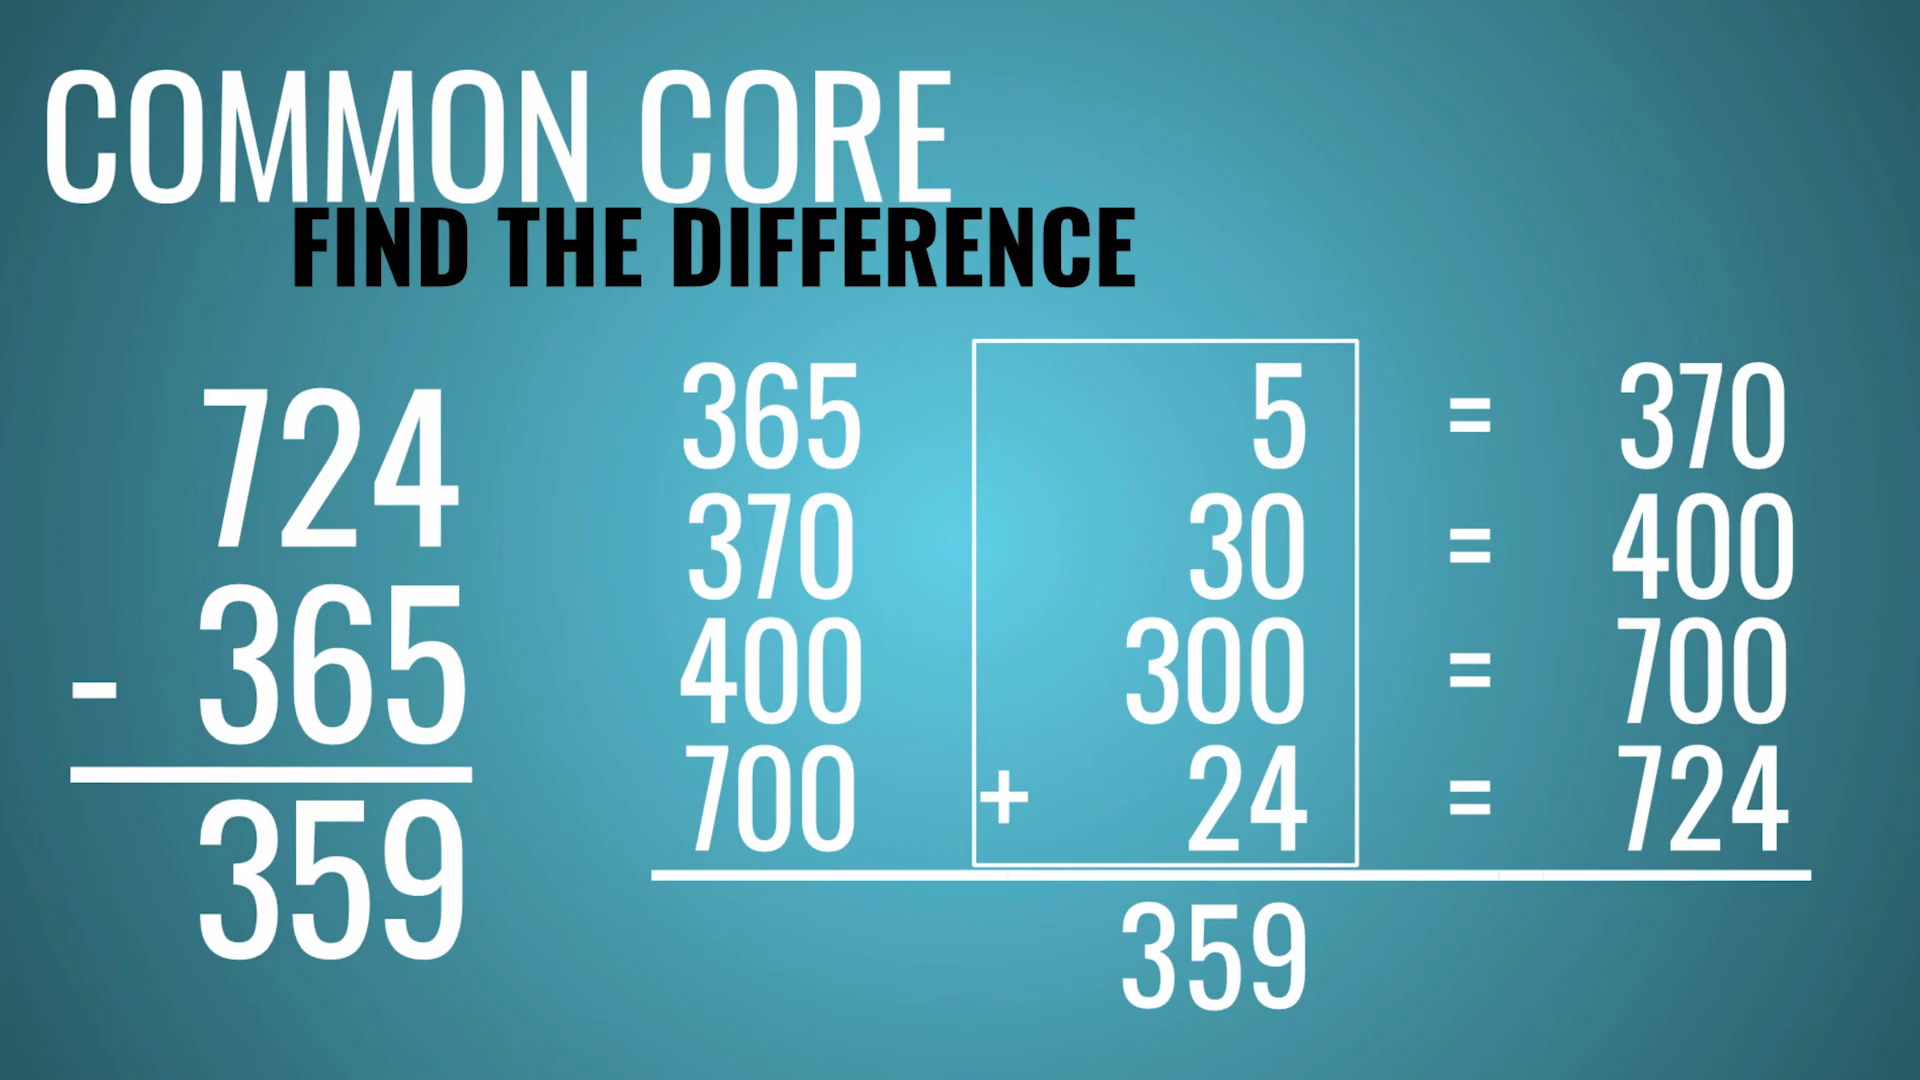 COMMON CORE
FIND THE DIFFERENCE
724
- 365
359
365 5 = 370
370 30 = 400
400 300 = 700
700 + 24 = 724
359